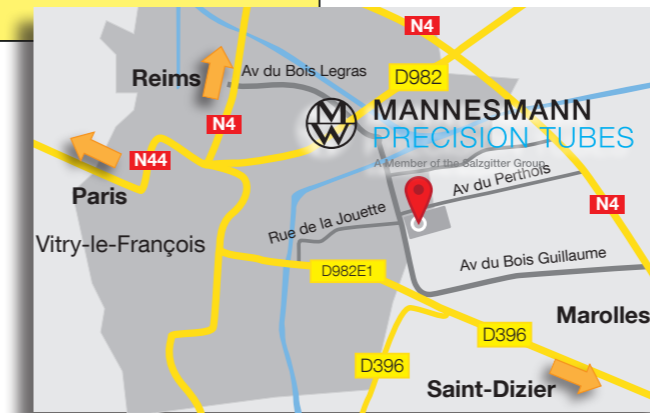 N4
Reims
Av du Bois Legras
D982
MW
MANNESMANN
PRECISION TUBES
A Member of the Salzgitter Group
N4
N44
Paris
Av du Perthois
N4
Rue de la Jouette
Vitry-le-François
Av du Bois Guillaume
D982E1
Marolles
D396
D396
Saint-Dizier